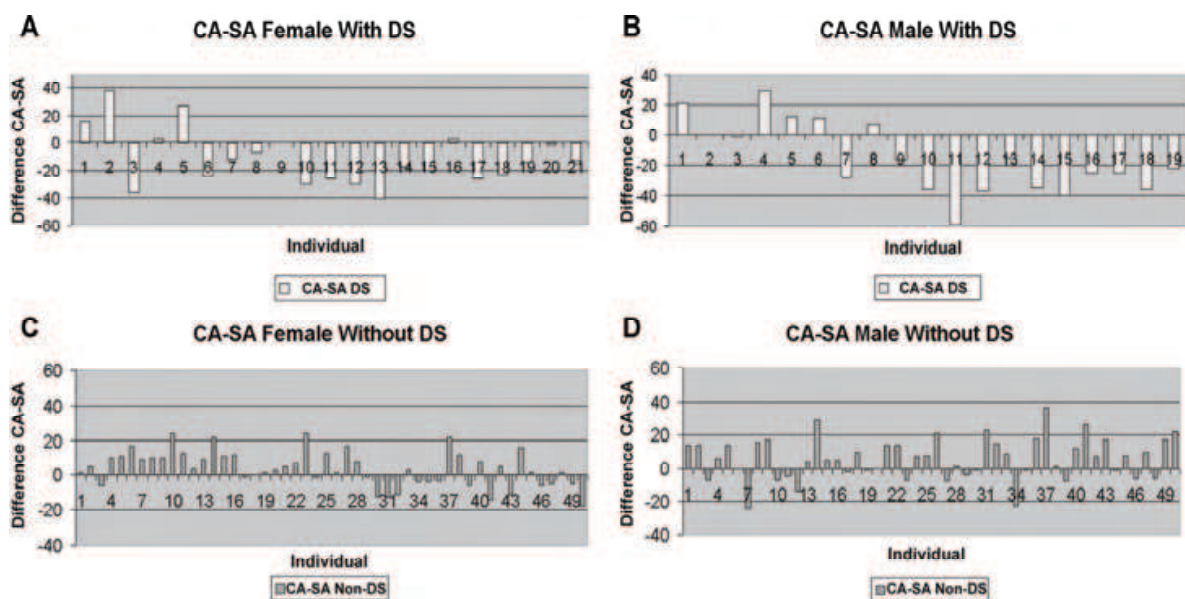 A
CA-SA Female With DS
Difference CA-SA
40
20
0
-20
-40
-60
1 2 3 4 5 6 7 8 9 10 11 12 13 14 15 16 17 18 19 20 21
Individual
CA-SA DS
B
CA-SA Male With DS
Difference CA-SA
40
20
0
-20
-40
-60
1 2 3 4 5 6 7 8 9 10 11 12 13 14 15 16 17 18 19
Individual
CA-SA DS
C
CA-SA Female Without DS
Difference CA-SA
60
40
20
0
-20
-40
1 4 7 10 13 16 19 22 25 28 31 34 37 40 43 46 49
Individual
CA-SA Non-DS
D
CA-SA Male Without DS
Difference CA-SA
60
40
20
0
-20
-40
1 4 7 10 13 16 19 22 25 28 31 34 37 40 43 46 49
Individual
CA-SA Non-DS